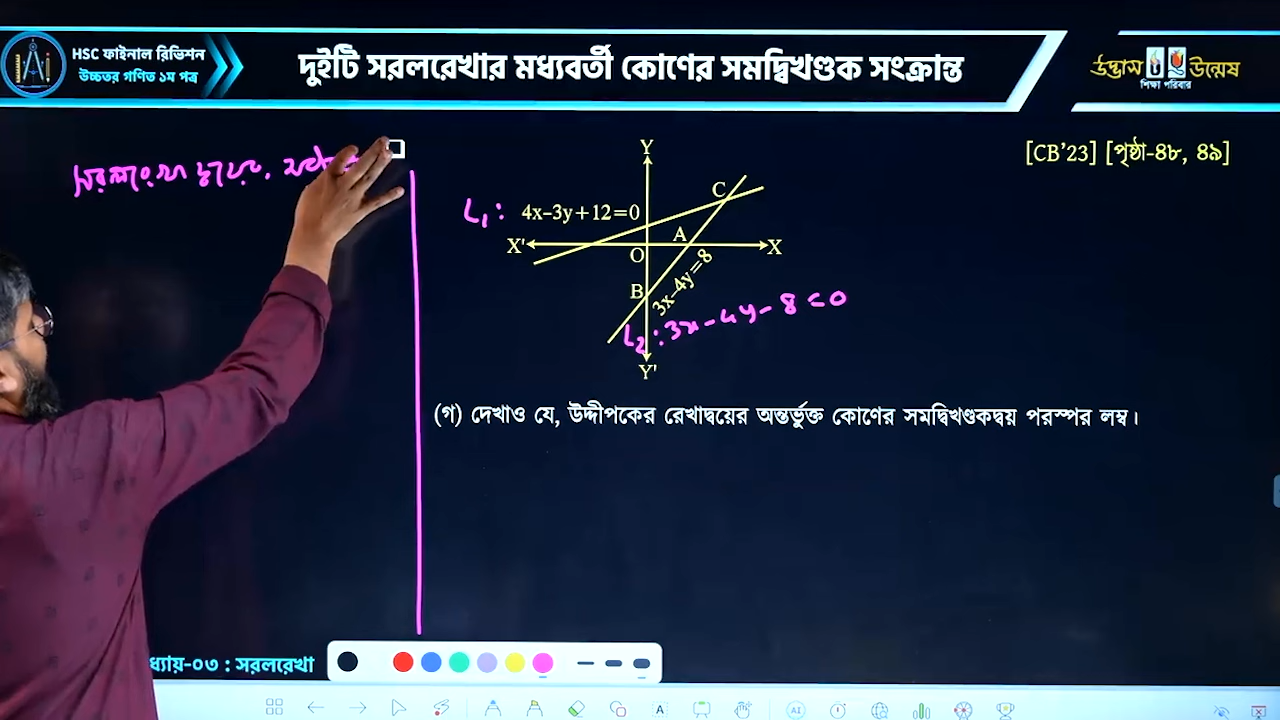 HSC ফাইনাল রিভিশন
উচ্চতর গণিত ১ম পত্র
দুইটি সরলরেখার মধ্যবর্তী কোণের সমদ্বিখণ্ডক সংক্রান্ত
উদ্ভাস উন্মেষ
শিক্ষা পরিবার
[CB'23] [পৃষ্ঠা-৪৮, ৪৯]
Y
C
L₁: 4x–3y+12=0
X' O A X
B
3x–4y=8
L₂: 3x-4y-8=0
Y'
(গ) দেখাও যে, উদ্দীপকের রেখাদ্বয়ের অন্তর্ভুক্ত কোণের সমদ্বিখণ্ডকদ্বয় পরস্পর লম্ব।
ধ্যায়-০৩ : সরলরেখা
A
AI